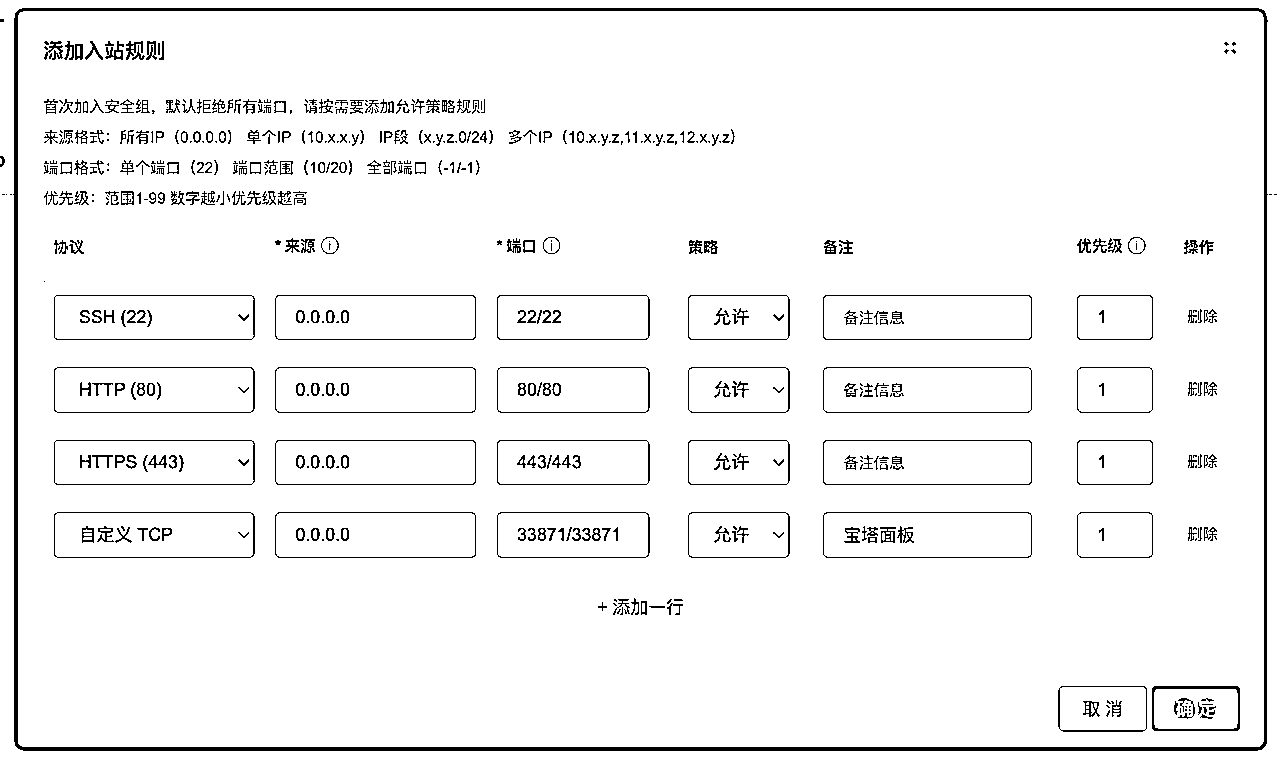 添加入站规则
首次加入安全组，默认拒绝所有端口，请按需要添加允许策略规则
来源格式：所有IP（0.0.0.0） 单个IP（10.x.x.y） IP段（x.y.z.0/24） 多个IP（10.x.y.z,11.x.y.z,12.x.y.z）
端口格式：单个端口（22） 端口范围（10/20） 全部端口（-1/-1）
优先级：范围1-99 数字越小优先级越高
协议 * 来源 * 端口 策略 备注 优先级 操作
SSH (22) 0.0.0.0 22/22 允许 备注信息 1 删除
HTTP (80) 0.0.0.0 80/80 允许 备注信息 1 删除
HTTPS (443) 0.0.0.0 443/443 允许 备注信息 1 删除
自定义 TCP 0.0.0.0 33871/33871 允许 宝塔面板 1 删除
+ 添加一行
取 消 确 定